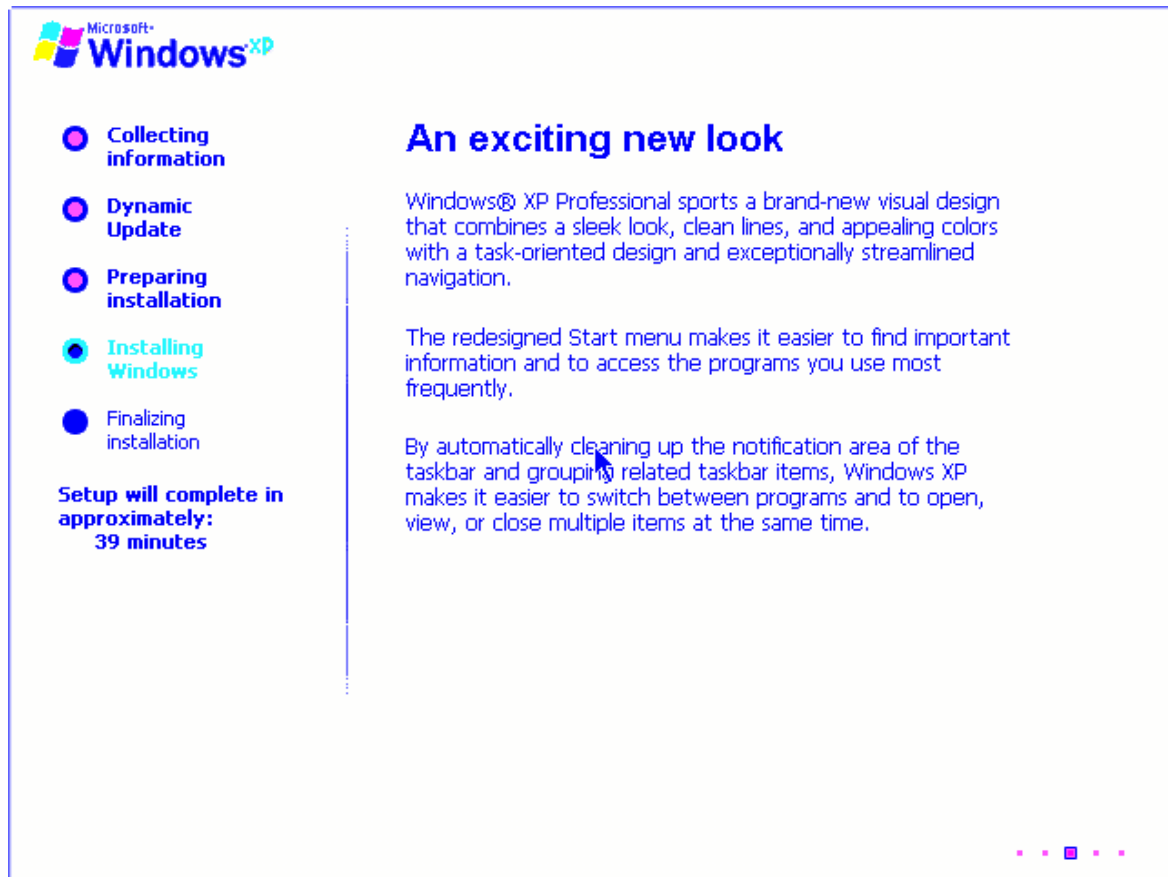 Microsoft®
Windows XP
Collecting
information
Dynamic
Update
Preparing
installation
Installing
Windows
Finalizing
installation
Setup will complete in
approximately:
39 minutes
An exciting new look
Windows® XP Professional sports a brand-new visual design
that combines a sleek look, clean lines, and appealing colors
with a task-oriented design and exceptionally streamlined
navigation.
The redesigned Start menu makes it easier to find important
information and to access the programs you use most
frequently.
By automatically cleaning up the notification area of the
taskbar and grouping related taskbar items, Windows XP
makes it easier to switch between programs and to open,
view, or close multiple items at the same time.